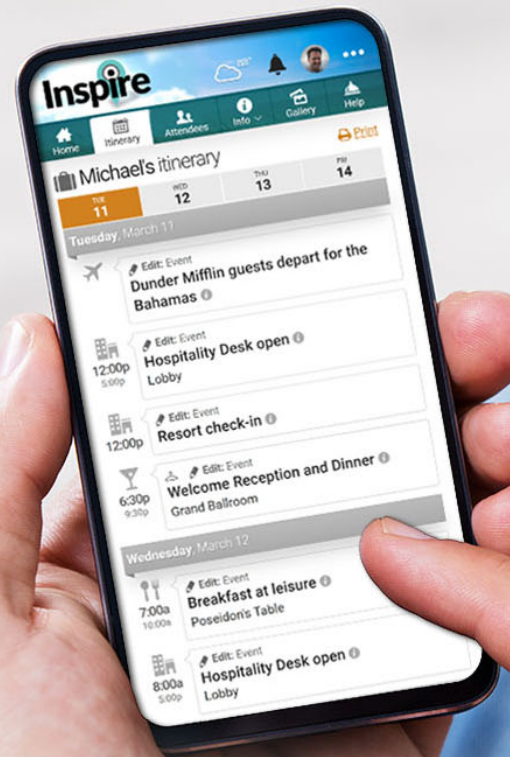 Inspire
Home
Itinerary
Attendees
Info
Gallery
Help
Michael's itinerary
Print
TUE
11
WED
12
THU
13
FRI
14
Tuesday, March 11
Edit: Event
Dunder Mifflin guests depart for the
Bahamas
12:00p
5:00p
Edit: Event
Hospitality Desk open
Lobby
12:00p
Edit: Event
Resort check-in
6:30p
9:30p
Edit: Event
Welcome Reception and Dinner
Grand Ballroom
Wednesday, March 12
7:00a
10:00a
Edit: Event
Breakfast at leisure
Poseidon's Table
8:00a
5:00p
Edit: Event
Hospitality Desk open
Lobby